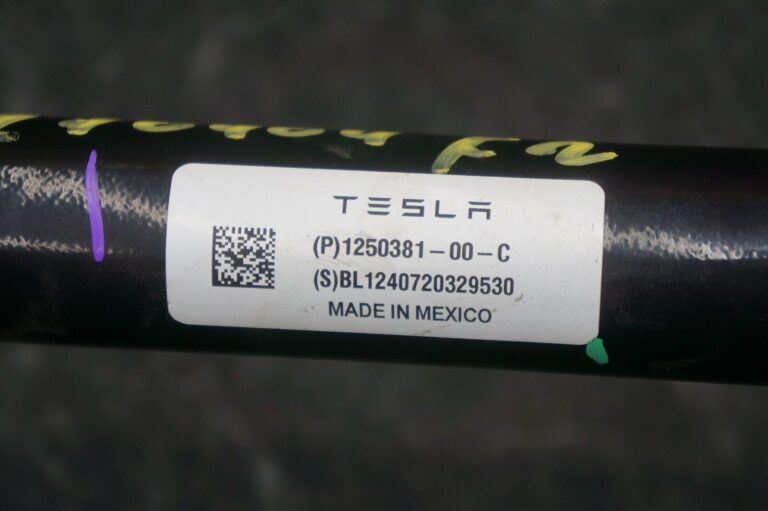 TESLA
(P)1250381-00-C
(S)BL1240720329530
MADE IN MEXICO